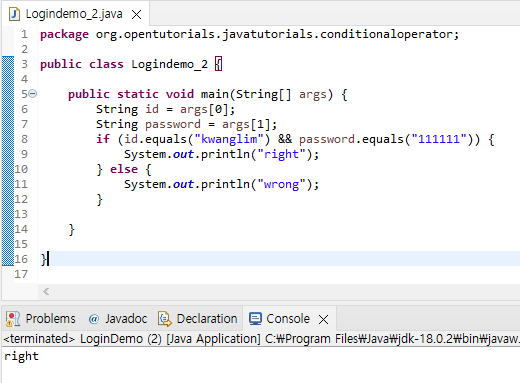 Logindemo_2.java
1 package org.opentutorials.javatutorials.conditionaloperator;
2
3 public class Logindemo_2 {
4
5 public static void main(String[] args) {
6 String id = args[0];
7 String password = args[1];
8 if (id.equals("kwanglim") && password.equals("111111")) {
9 System.out.println("right");
10 } else {
11 System.out.println("wrong");
12 }
13
14 }
15
16 }
17
Problems @ Javadoc Declaration Console
<terminated> LoginDemo (2) [Java Application] C:₩Program Files₩Java₩jdk-18.0.2₩bin₩javaw.
right